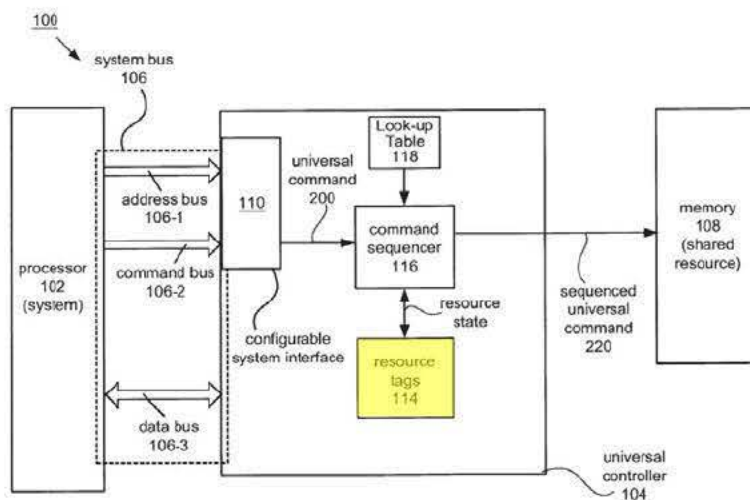 100
system bus
106
Look-up
Table
118
universal
command
200
address bus
106-1
110
command
sequencer
116
memory
108
(shared
resource)
processor
102
(system)
command bus
106-2
resource
state
sequenced
universal
command
220
configurable
system interface
resource
tags
114
data bus
106-3
universal
controller
104